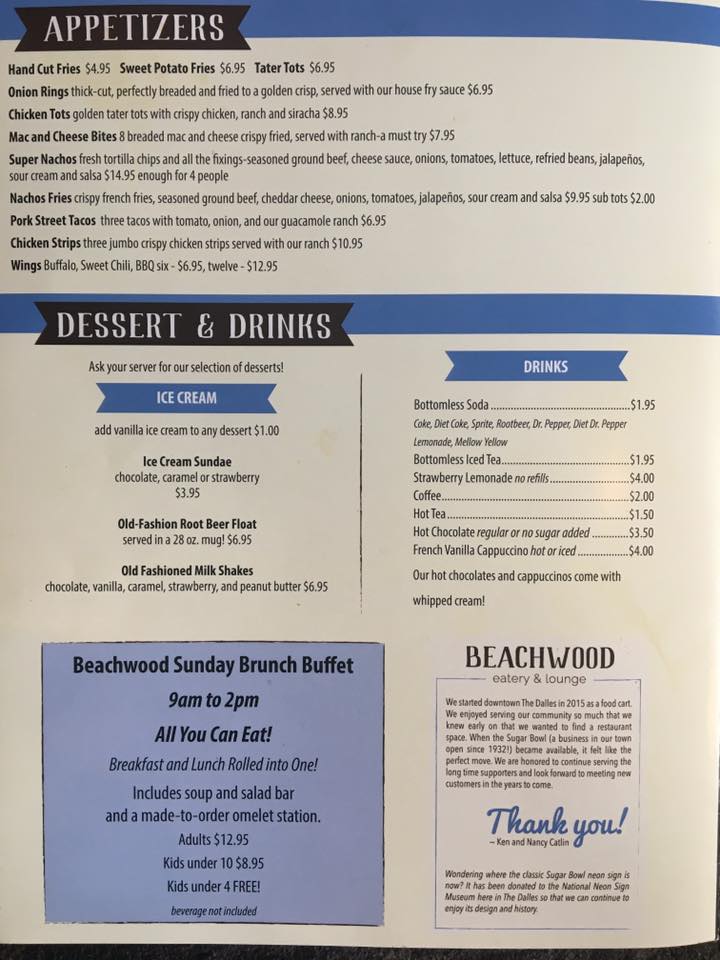 APPETIZERS
Hand Cut Fries $4.95 Sweet Potato Fries $6.95 Tater Tots $6.95
Onion Rings thick-cut, perfectly breaded and fried to a golden crisp, served with our house fry sauce $6.95
Chicken Tots golden tater tots with crispy chicken, ranch and siracha $8.95
Mac and Cheese Bites 8 breaded mac and cheese crispy fried, served with ranch-a must try $7.95
Super Nachos fresh tortilla chips and all the fixings-seasoned ground beef, cheese sauce, onions, tomatoes, lettuce, refried beans, jalapeños,
sour cream and salsa $14.95 enough for 4 people
Nachos Fries crispy french fries, seasoned ground beef, cheddar cheese, onions, tomatoes, jalapeños, sour cream and salsa $9.95 sub tots $2.00
Pork Street Tacos three tacos with tomato, onion, and our guacamole ranch $6.95
Chicken Strips three jumbo crispy chicken strips served with our ranch $10.95
Wings Buffalo, Sweet Chili, BBQ six - $6.95, twelve - $12.95
DESSERT & DRINKS
Ask your server for our selection of desserts!
ICE CREAM
add vanilla ice cream to any dessert $1.00
Ice Cream Sundae
chocolate, caramel or strawberry
$3.95
Old-Fashion Root Beer Float
served in a 28 oz. mug! $6.95
Old Fashioned Milk Shakes
chocolate, vanilla, caramel, strawberry, and peanut butter $6.95
DRINKS
Bottomless Soda ............................................$1.95
Coke, Diet Coke, Sprite, Rootbeer, Dr. Pepper, Diet Dr. Pepper
Lemonade, Mellow Yellow
Bottomless Iced Tea........................................$1.95
Strawberry Lemonade no refills.........................$4.00
Coffee...........................................................$2.00
Hot Tea.........................................................$1.50
Hot Chocolate regular or no sugar added ............$3.50
French Vanilla Cappuccino hot or iced ................$4.00
Our hot chocolates and cappucinos come with
whipped cream!
Beachwood Sunday Brunch Buffet
9am to 2pm
All You Can Eat!
Breakfast and Lunch Rolled into One!
Includes soup and salad bar
and a made-to-order omelet station.
Adults $12.95
Kids under 10 $8.95
Kids under 4 FREE!
beverage not included
BEACHWOOD
eatery & lounge
We started downtown The Dalles in 2015 as a food cart.
We enjoyed serving our community so much that we
knew early on that we wanted to find a restaurant
space. When the Sugar Bowl (a business in our town
open since 1932!) became available, it felt like the
perfect move. We are honored to continue serving the
long time supporters and look forward to meeting new
customers in the years to come.
Thank you!
– Ken and Nancy Catlin
Wondering where the classic Sugar Bowl neon sign is
now? It has been donated to the National Neon Sign
Museum here in The Dalles so that we can continue to
enjoy its design and history.